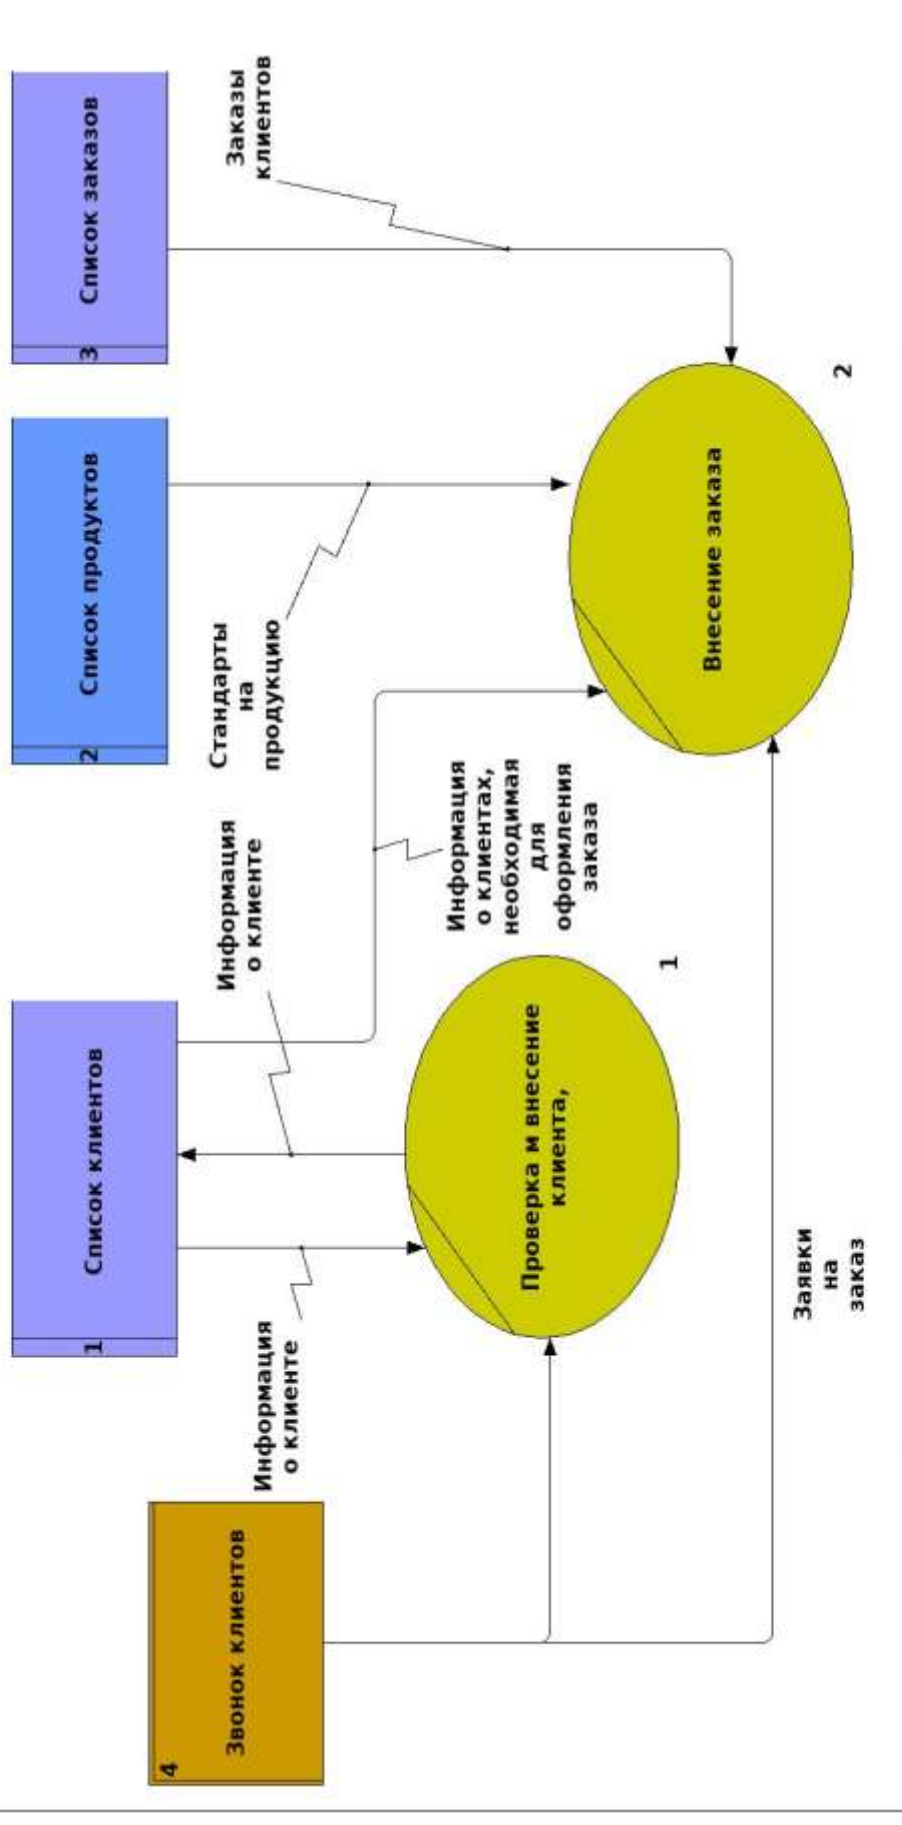 4
Звонок клиентов
1
Список клиентов
2
Список продуктов
3
Список заказов
Информация
о клиенте
Информация
о клиенте
Стандарты
на
продукцию
Заказы
клиентов
Информация
о клиентах,
необходимая
для
оформления
заказа
Проверка м внесение
клиента,
1
Внесение заказа
2
Заявки
на
заказ